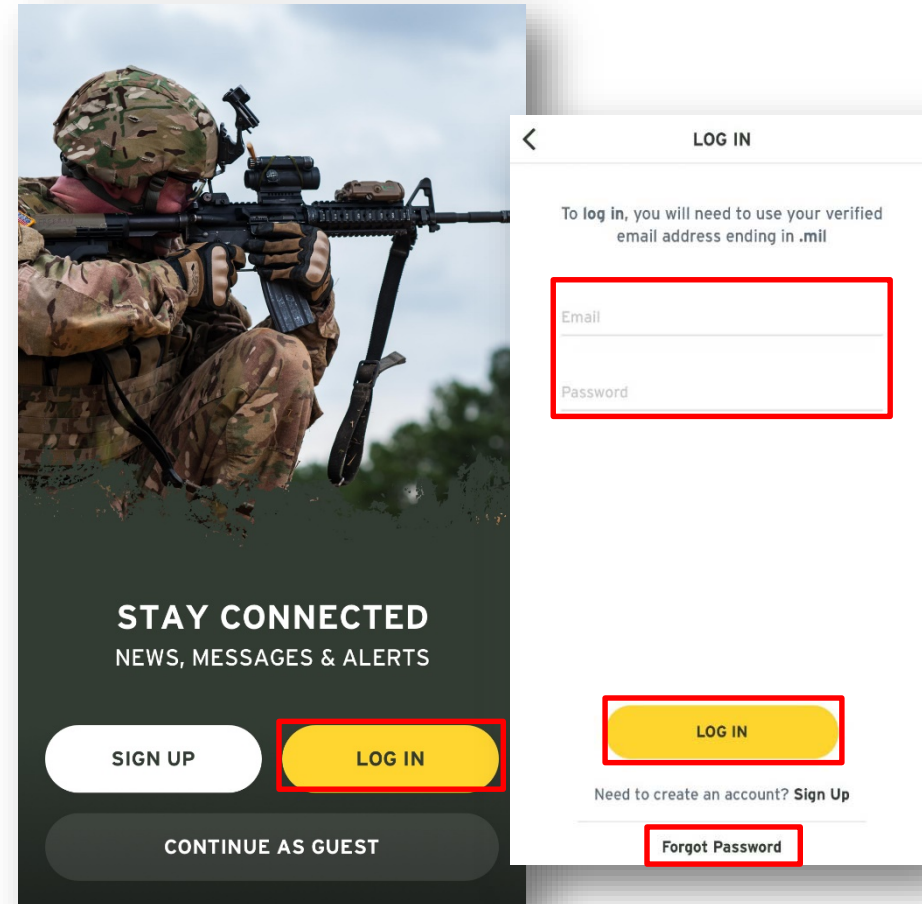 STAY CONNECTED
NEWS, MESSAGES & ALERTS
SIGN UP
LOG IN
CONTINUE AS GUEST
LOG IN
To log in, you will need to use your verified
email address ending in .mil
Email
Password
LOG IN
Need to create an account? Sign Up
Forgot Password